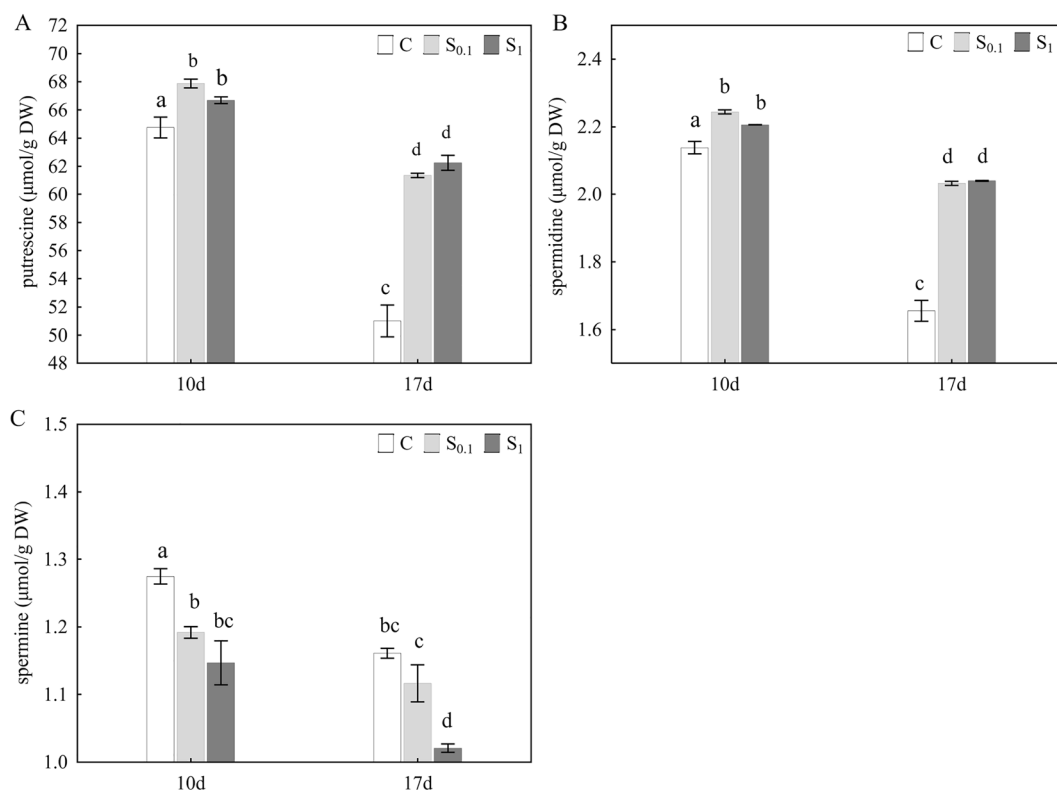 A
putrescine (μmol/g DW)
72
70
68
66
64
62
60
58
56
54
52
50
48
C S0.1 S1
a b b
c d d
10d 17d
B
spermidine (μmol/g DW)
2.4
2.2
2.0
1.8
1.6
C S0.1 S1
a b b
c d d
10d 17d
C
spermine (μmol/g DW)
1.5
1.4
1.3
1.2
1.1
1.0
C S0.1 S1
a b bc
bc c d
10d 17d